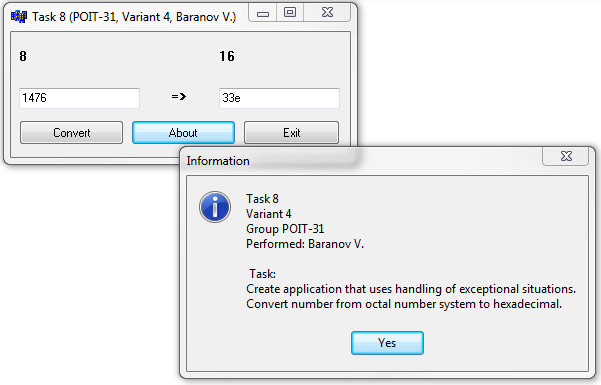 Task 8 (POIT-31, Variant 4, Baranov V.)
8 16
1476 => 33e
Convert About Exit
Information
Task 8
Variant 4
Group POIT-31
Performed: Baranov V.
Task:
Create application that uses handling of exceptional situations.
Convert number from octal number system to hexadecimal.
Yes